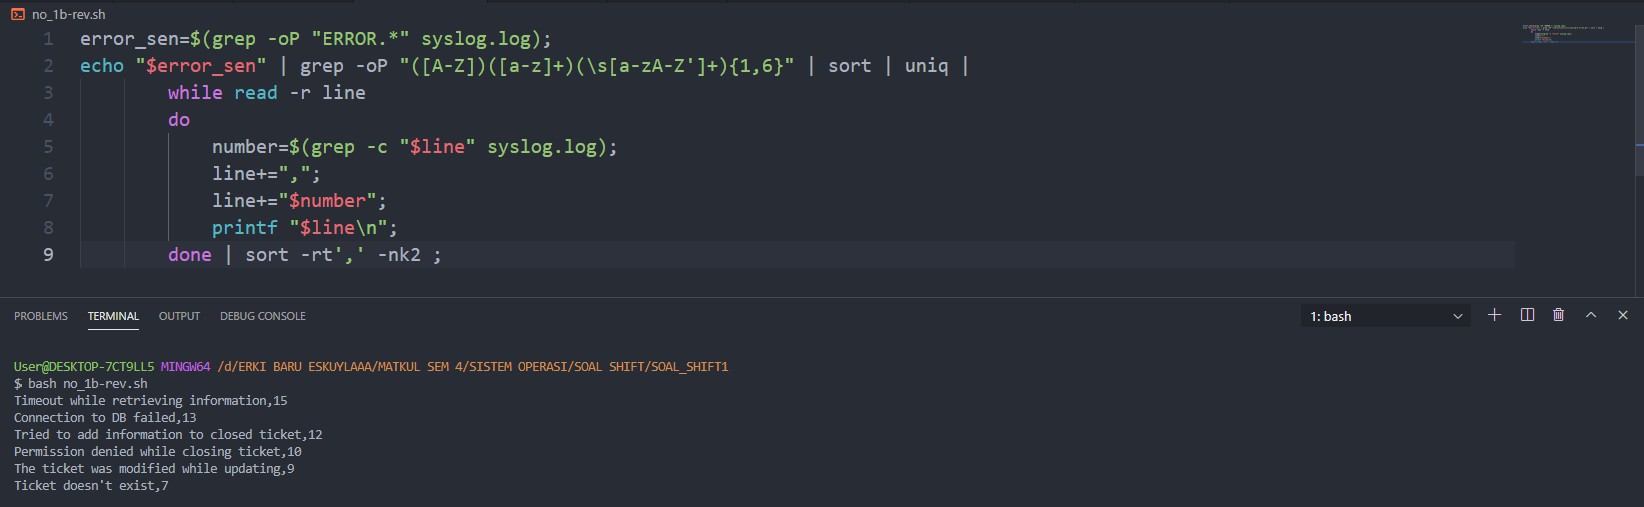 no_1b-rev.sh
1 error_sen=$(grep -oP "ERROR.*" syslog.log);
2 echo "$error_sen" | grep -oP "([A-Z])([a-z]+)(\s[a-zA-Z']+){1,6}" | sort | uniq |
3 while read -r line
4 do
5 number=$(grep -c "$line" syslog.log);
6 line+=",";
7 line+="$number";
8 printf "$line\n";
9 done | sort -rt',' -nk2 ;
PROBLEMS TERMINAL OUTPUT DEBUG CONSOLE 1: bash
User@DESKTOP-7CT9LL5 MINGW64 /d/ERKI BARU ESKUYLAAA/MATKUL SEM 4/SISTEM OPERASI/SOAL SHIFT/SOAL_SHIFT1
$ bash no_1b-rev.sh
Timeout while retrieving information,15
Connection to DB failed,13
Tried to add information to closed ticket,12
Permission denied while closing ticket,10
The ticket was modified while updating,9
Ticket doesn't exist,7